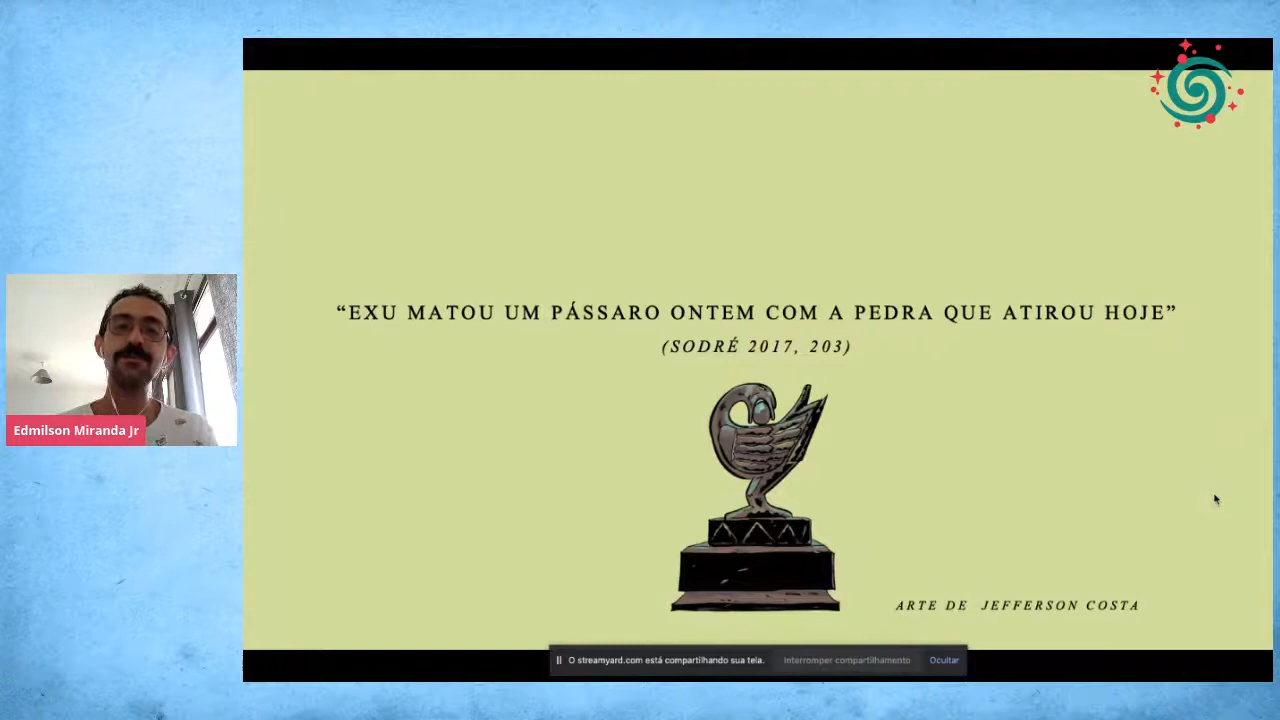 “EXU MATOU UM PÁSSARO ONTEM COM A PEDRA QUE ATIROU HOJE”
(SODRÉ 2017, 203)
Edmilson Miranda Jr
ARTE DE JEFFERSON COSTA
O streamyard.com está compartilhando sua tela. Interromper compartilhamento Ocultar